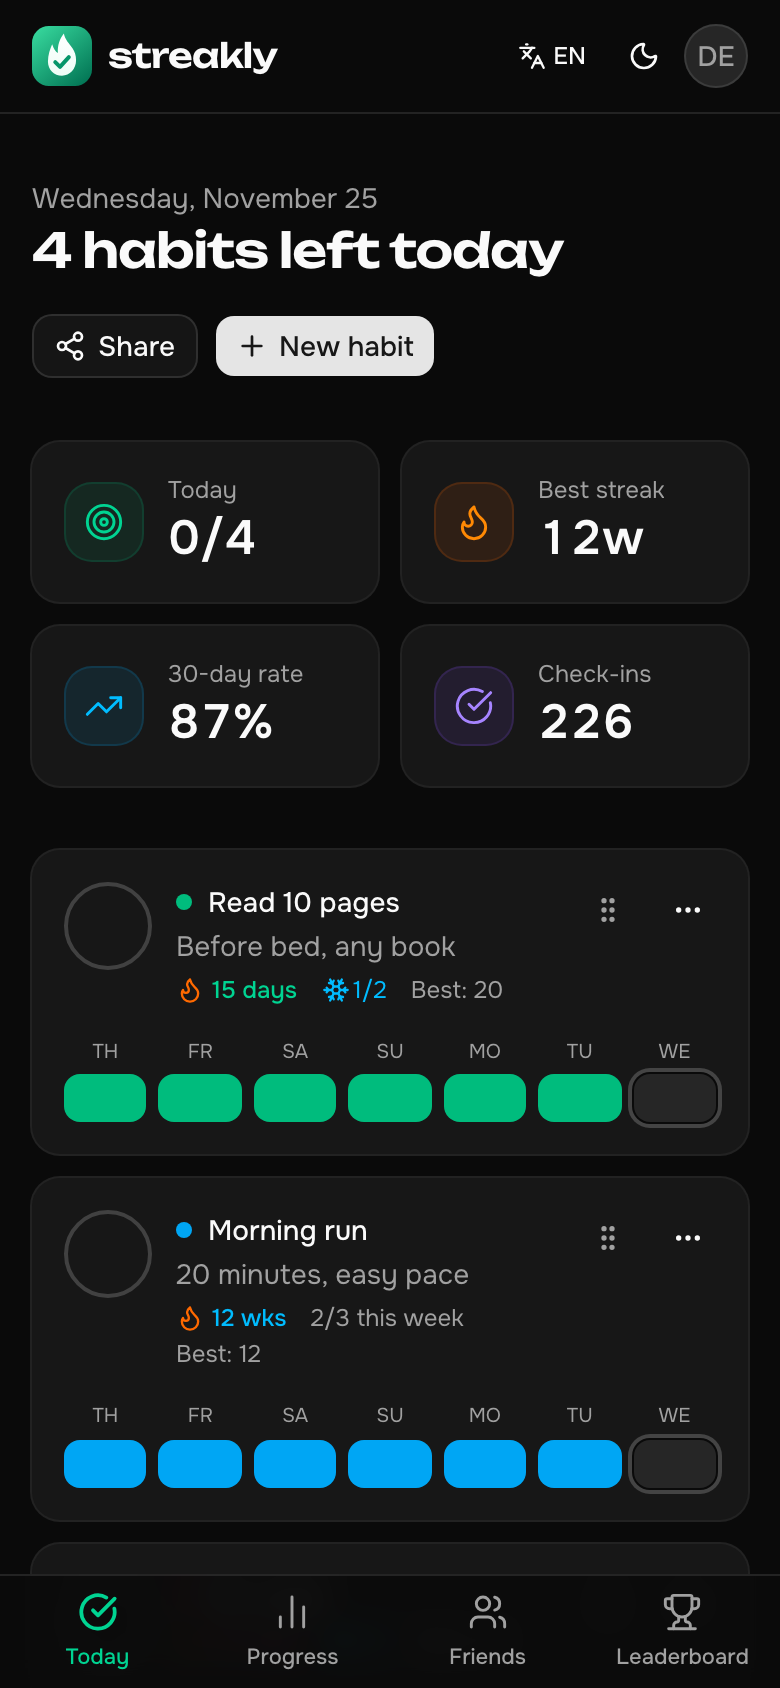 streakly
EN
DE
Wednesday, November 25
4 habits left today
Share
New habit
Today
0/4
Best streak
12w
30-day rate
87%
Check-ins
226
Read 10 pages
Before bed, any book
15 days 1/2 Best: 20
TH FR SA SU MO TU WE
Morning run
20 minutes, easy pace
12 wks 2/3 this week
Best: 12
TH FR SA SU MO TU WE
Today Progress Friends Leaderboard